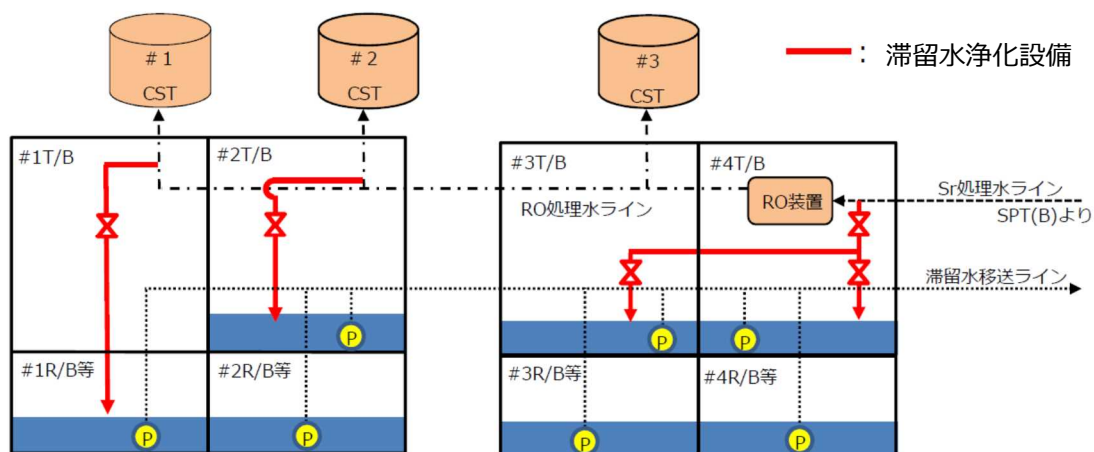 #1
CST
#2
CST
#3
CST
: 滞留水浄化設備
#1T/B
#2T/B
#3T/B
#4T/B
RO装置
Sr処理水ライン
SPT(B)より
RO処理水ライン
滞留水移送ライン
P
P
P
#1R/B等
#2R/B等
#3R/B等
#4R/B等
P
P
P
P